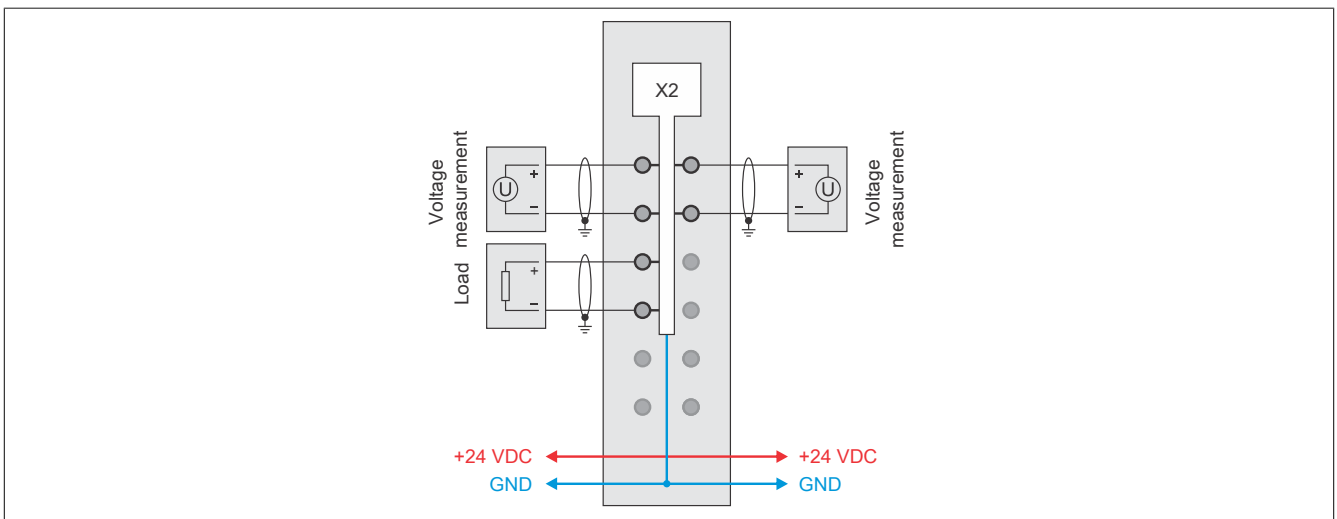 X2
Voltage
measurement
U
+
−
Voltage
measurement
+
−
U
Load
+
−
+24 VDC
+24 VDC
GND
GND